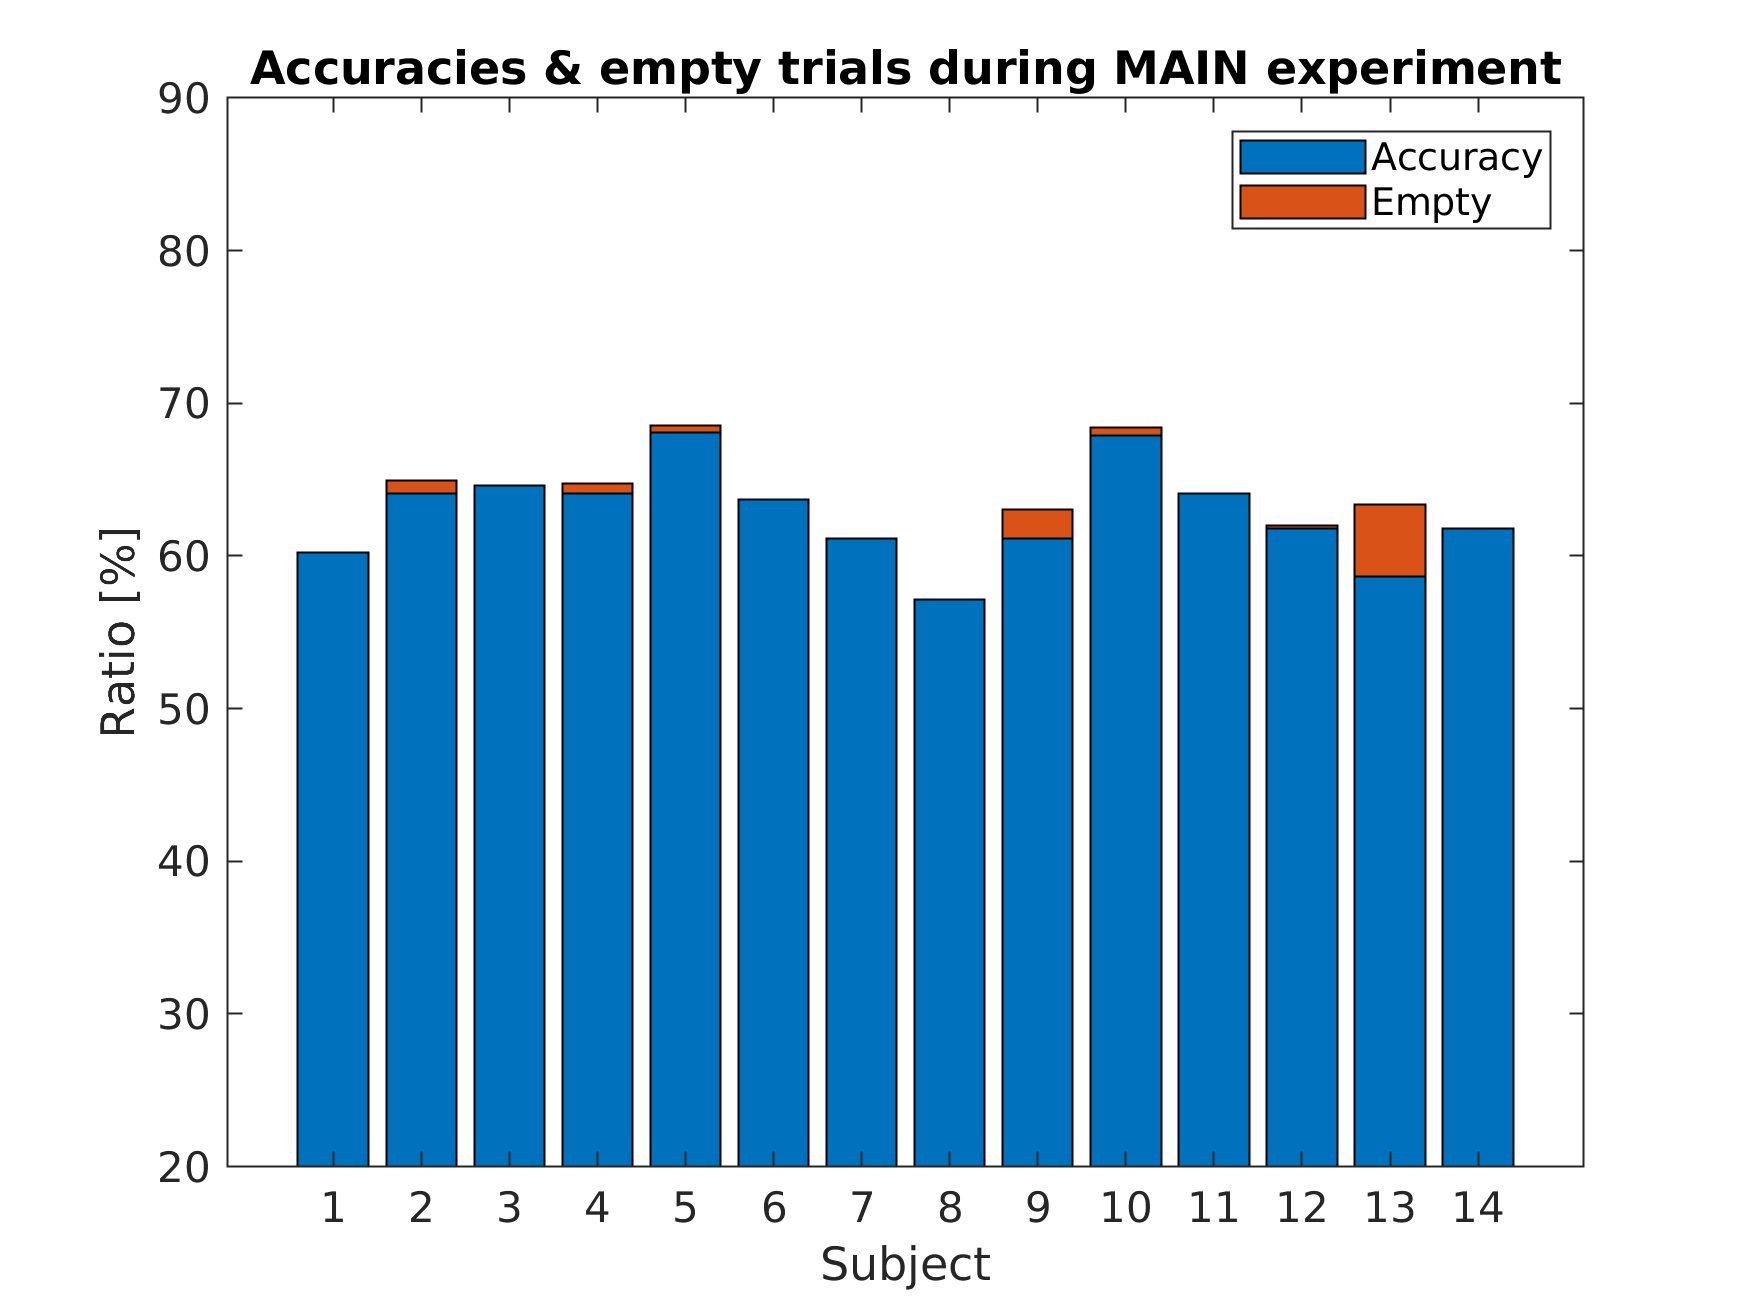 Accuracies & empty trials during MAIN experiment
Accuracy
Empty
Ratio [%]
90
80
70
60
50
40
30
20
1 2 3 4 5 6 7 8 9 10 11 12 13 14
Subject